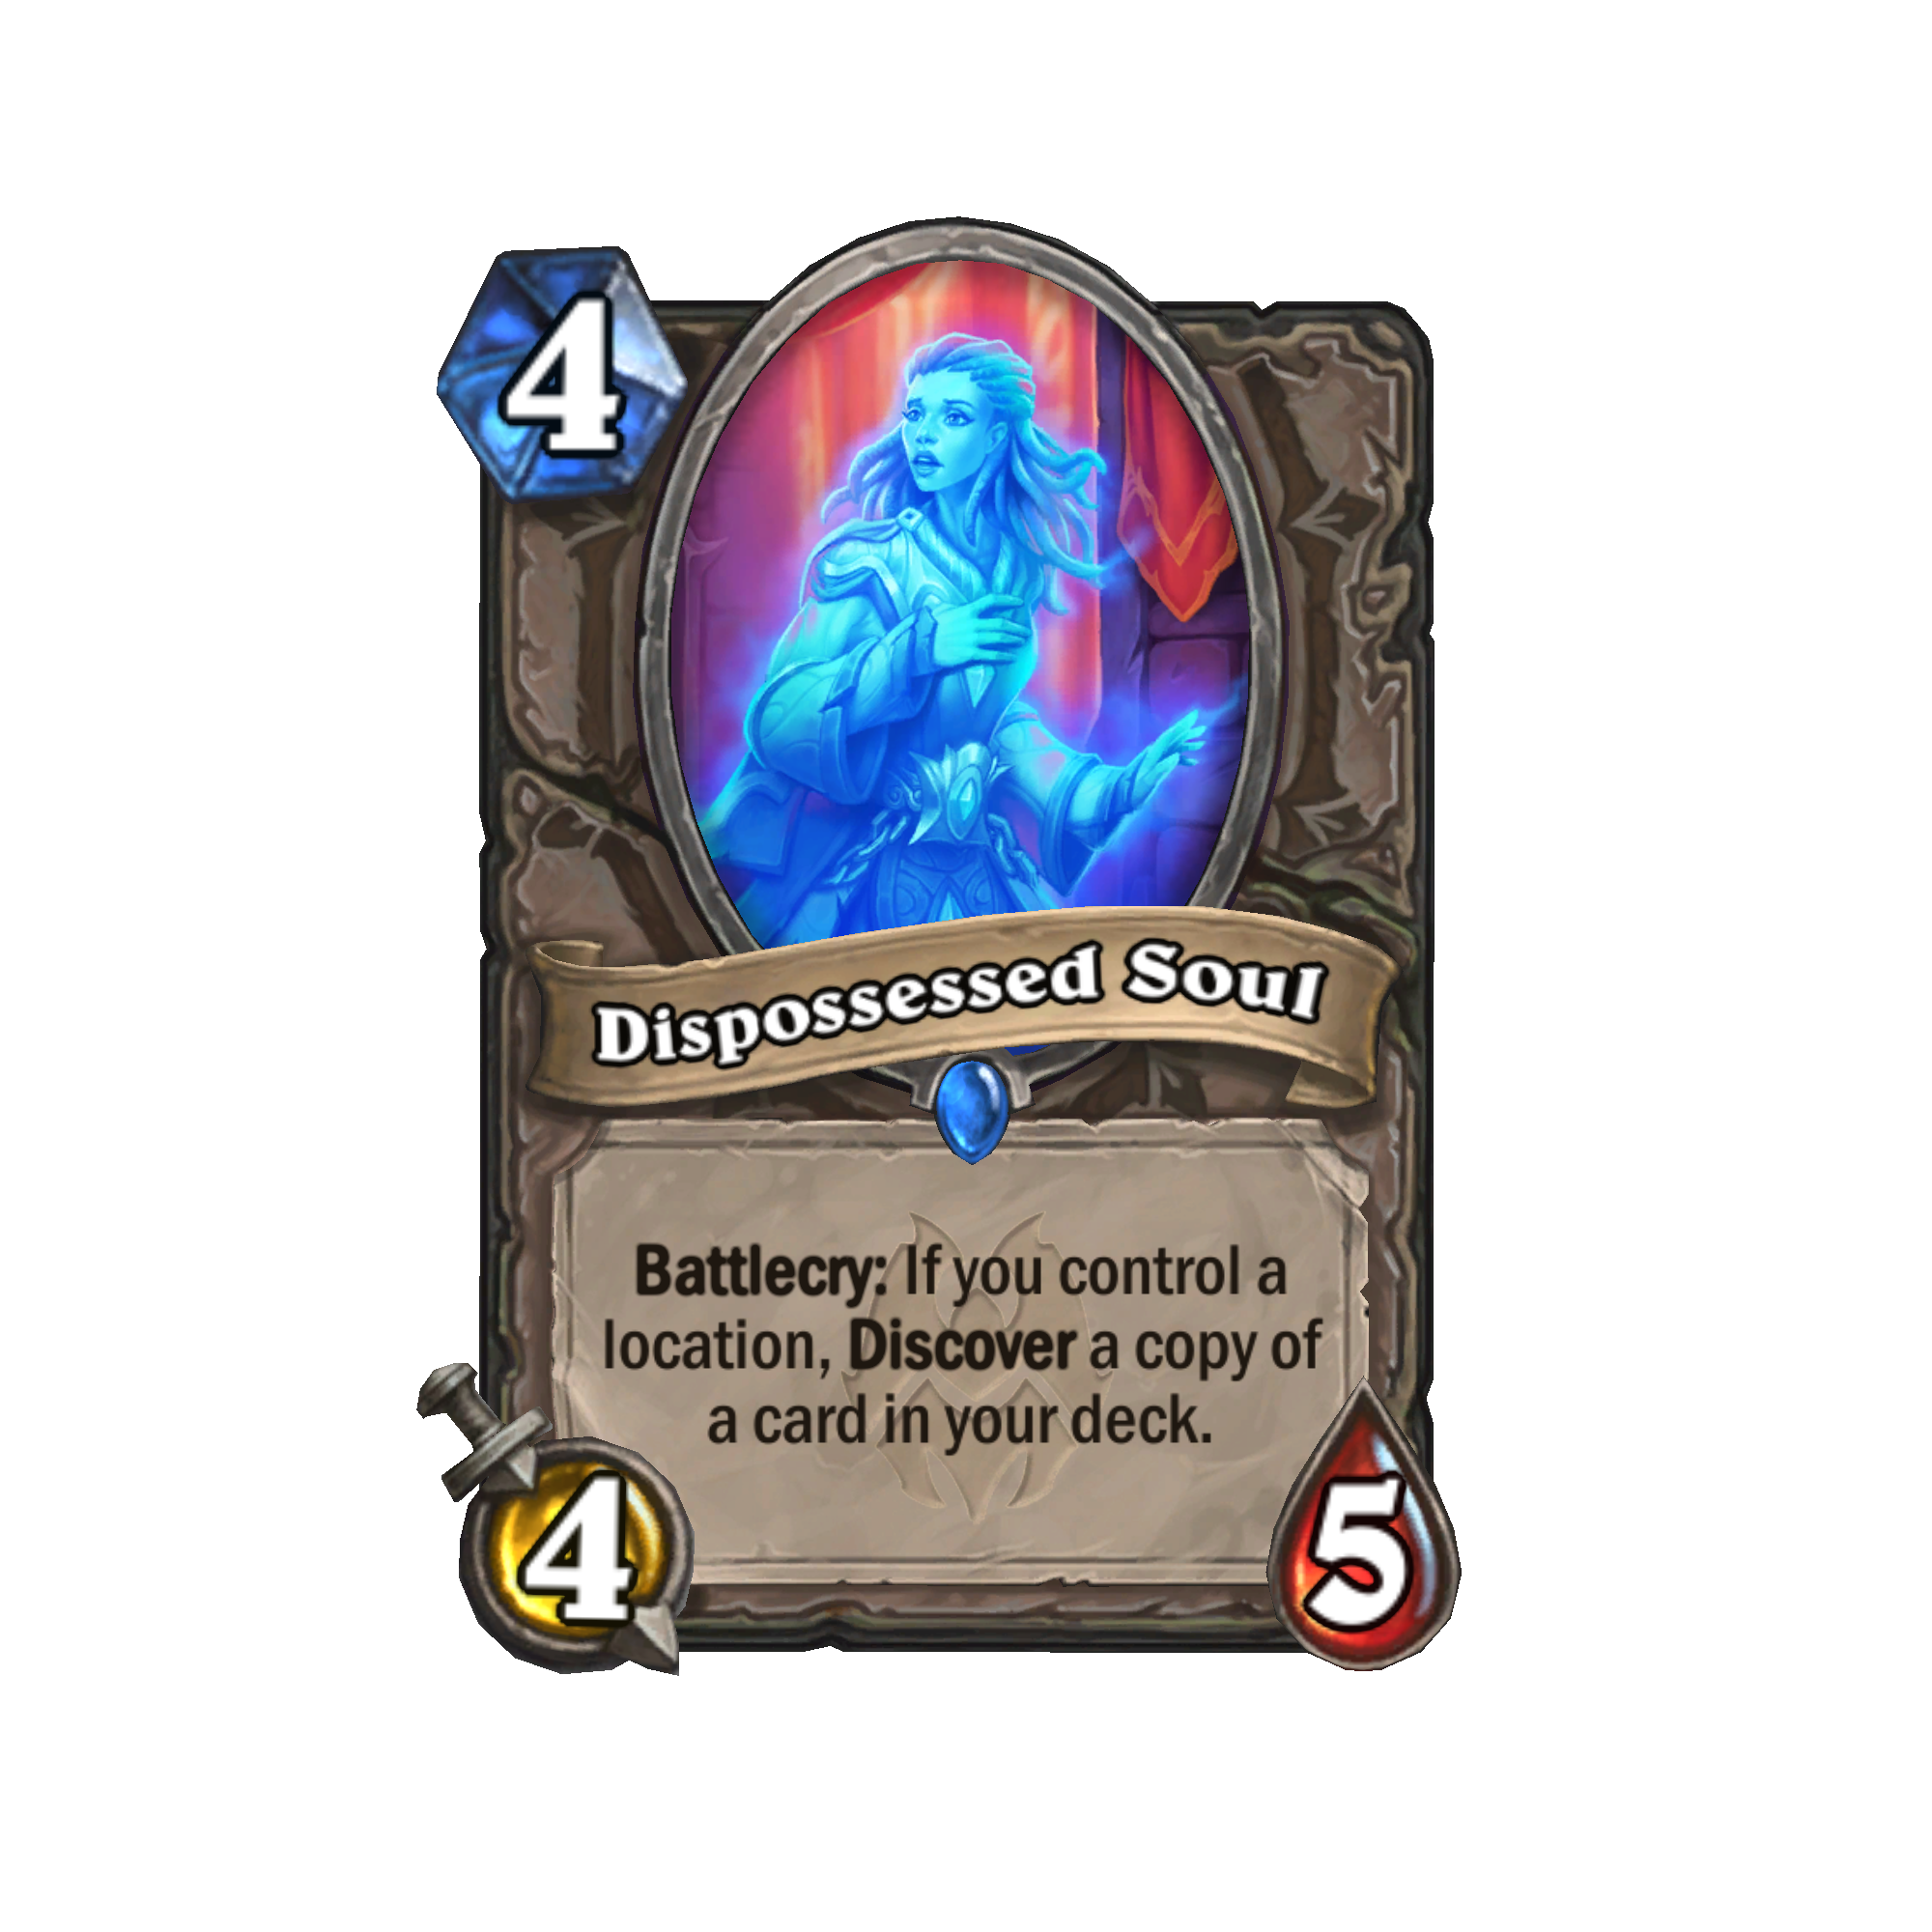 4
Dispossessed Soul
Battlecry: If you control a
location, Discover a copy of
a card in your deck.
4
5